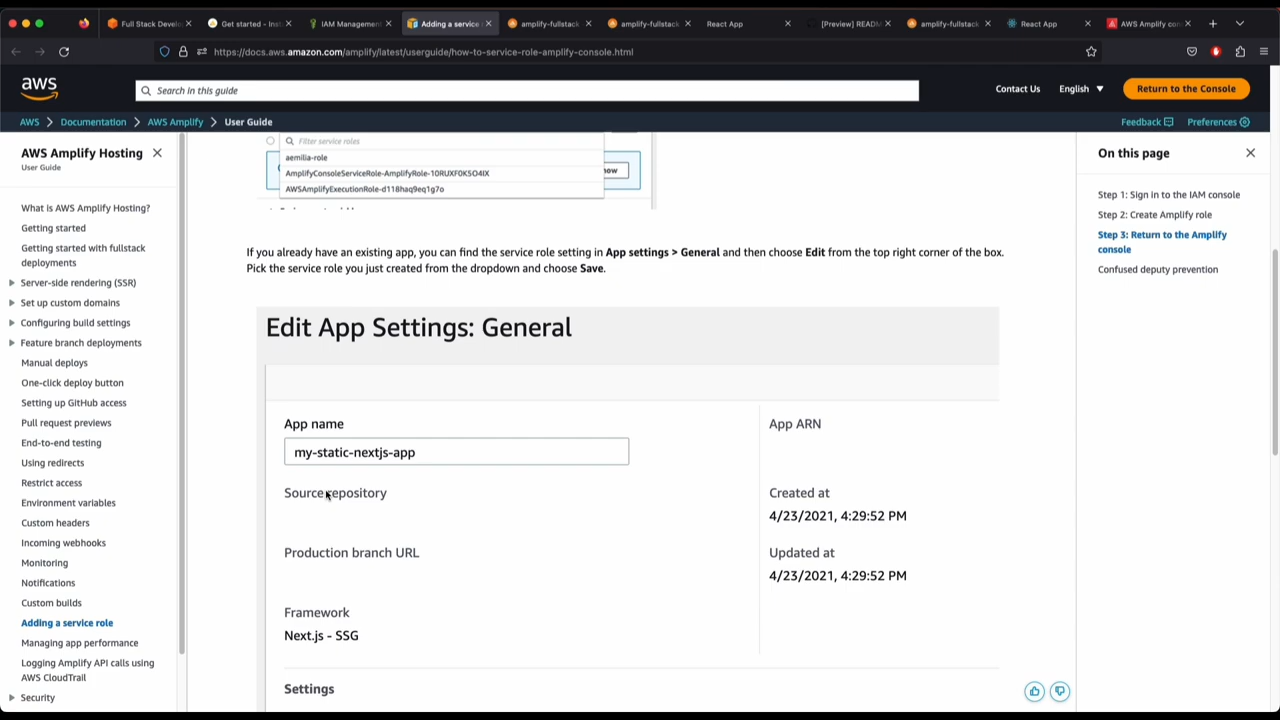 Full Stack Develo
Get started - Inst
IAM Management
Adding a service
amplify-fullstack
amplify-fullstack
React App
[Preview] READM
amplify-fullstack
React App
AWS Amplify con
https://docs.aws.amazon.com/amplify/latest/userguide/how-to-service-role-amplify-console.html
aws
Search in this guide
Contact Us
English
Return to the Console
AWS > Documentation > AWS Amplify > User Guide
Feedback
Preferences
AWS Amplify Hosting
User Guide
What is AWS Amplify Hosting?
Getting started
Getting started with fullstack
deployments
Server-side rendering (SSR)
Set up custom domains
Configuring build settings
Feature branch deployments
Manual deploys
One-click deploy button
Setting up GitHub access
Pull request previews
End-to-end testing
Using redirects
Restrict access
Environment variables
Custom headers
Incoming webhooks
Monitoring
Notifications
Custom builds
Adding a service role
Managing app performance
Logging Amplify API calls using
AWS CloudTrail
Security
Filter service roles
aemilia-role
AmplifyConsoleServiceRole-AmplifyRole-10RUXF0K5O4IX
AWSAmplifyExecutionRole-d118haq9eq1g7o
now
If you already have an existing app, you can find the service role setting in App settings > General and then choose Edit from the top right corner of the box.
Pick the service role you just created from the dropdown and choose Save.
Edit App Settings: General
App name
my-static-nextjs-app
Source repository
Production branch URL
Framework
Next.js - SSG
App ARN
Created at
4/23/2021, 4:29:52 PM
Updated at
4/23/2021, 4:29:52 PM
Settings
On this page
Step 1: Sign in to the IAM console
Step 2: Create Amplify role
Step 3: Return to the Amplify
console
Confused deputy prevention